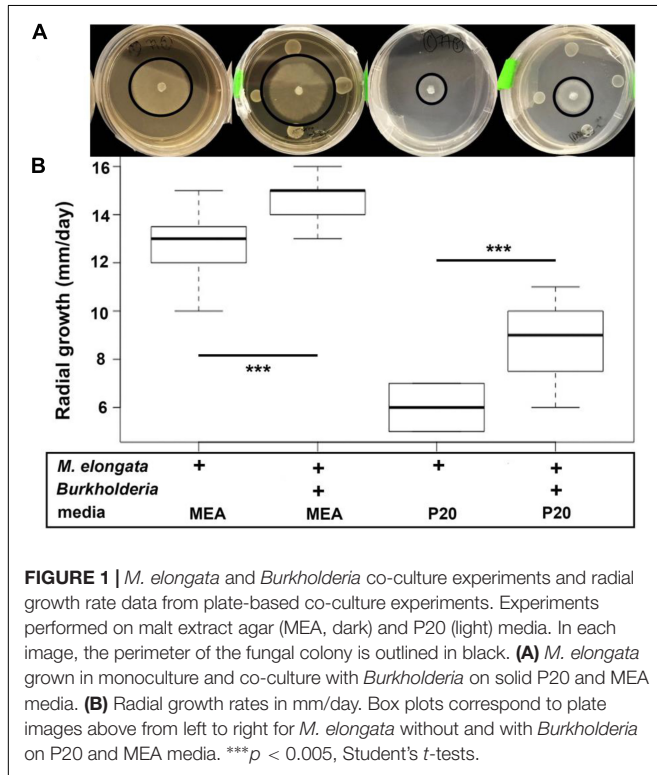 A
B
Radial growth (mm/day)
16
14
12
10
8
6
***
***
M. elongata + + + +
Burkholderia + +
media MEA MEA P20 P20
FIGURE 1 | M. elongata and Burkholderia co-culture experiments and radial
growth rate data from plate-based co-culture experiments. Experiments
performed on malt extract agar (MEA, dark) and P20 (light) media. In each
image, the perimeter of the fungal colony is outlined in black. (A) M. elongata
grown in monoculture and co-culture with Burkholderia on solid P20 and MEA
media. (B) Radial growth rates in mm/day. Box plots correspond to plate
images above from left to right for M. elongata without and with Burkholderia
on P20 and MEA media. ***p < 0.005, Student's t-tests.